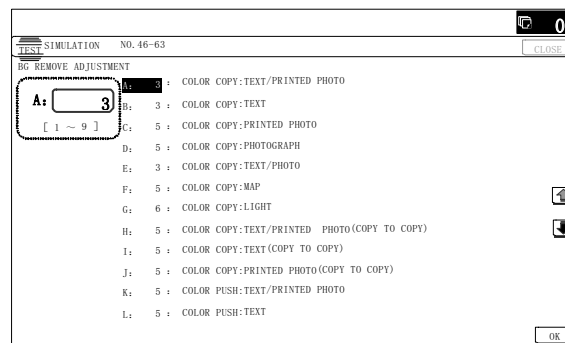 0
TEST SIMULATION NO. 46-63
CLOSE
BG REMOVE ADJUSTMENT
A: 3
[ 1 ~ 9 ]
A: 3 : COLOR COPY:TEXT/PRINTED PHOTO
B: 3 : COLOR COPY:TEXT
C: 5 : COLOR COPY:PRINTED PHOTO
D: 5 : COLOR COPY:PHOTOGRAPH
E: 3 : COLOR COPY:TEXT/PHOTO
F: 5 : COLOR COPY:MAP
G: 6 : COLOR COPY:LIGHT
H: 5 : COLOR COPY:TEXT/PRINTED PHOTO(COPY TO COPY)
I: 5 : COLOR COPY:TEXT(COPY TO COPY)
J: 5 : COLOR COPY:PRINTED PHOTO(COPY TO COPY)
K: 5 : COLOR PUSH:TEXT/PRINTED PHOTO
L: 5 : COLOR PUSH:TEXT
OK